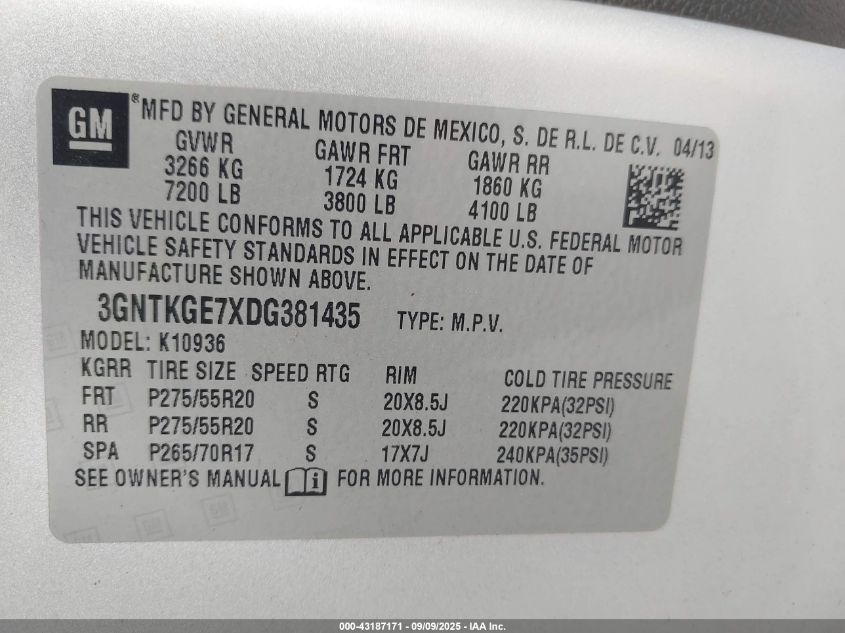 GM
® MFD BY GENERAL MOTORS DE MEXICO, S. DE R.L. DE C.V. 04/13
GVWR GAWR FRT GAWR RR
3266 KG 1724 KG 1860 KG
7200 LB 3800 LB 4100 LB
THIS VEHICLE CONFORMS TO ALL APPLICABLE U.S. FEDERAL MOTOR
VEHICLE SAFETY STANDARDS IN EFFECT ON THE DATE OF
MANUFACTURE SHOWN ABOVE.
3GNTKGE7XDG381435 TYPE: M.P.V.
MODEL: K10936
KGRR TIRE SIZE SPEED RTG RIM COLD TIRE PRESSURE
FRT P275/55R20 S 20X8.5J 220KPA(32PSI)
RR P275/55R20 S 20X8.5J 220KPA(32PSI)
SPA P265/70R17 S 17X7J 240KPA(35PSI)
SEE OWNER'S MANUAL i FOR MORE INFORMATION.
GM GM GM
000-43187171 - 09/09/2025 - IAA Inc.